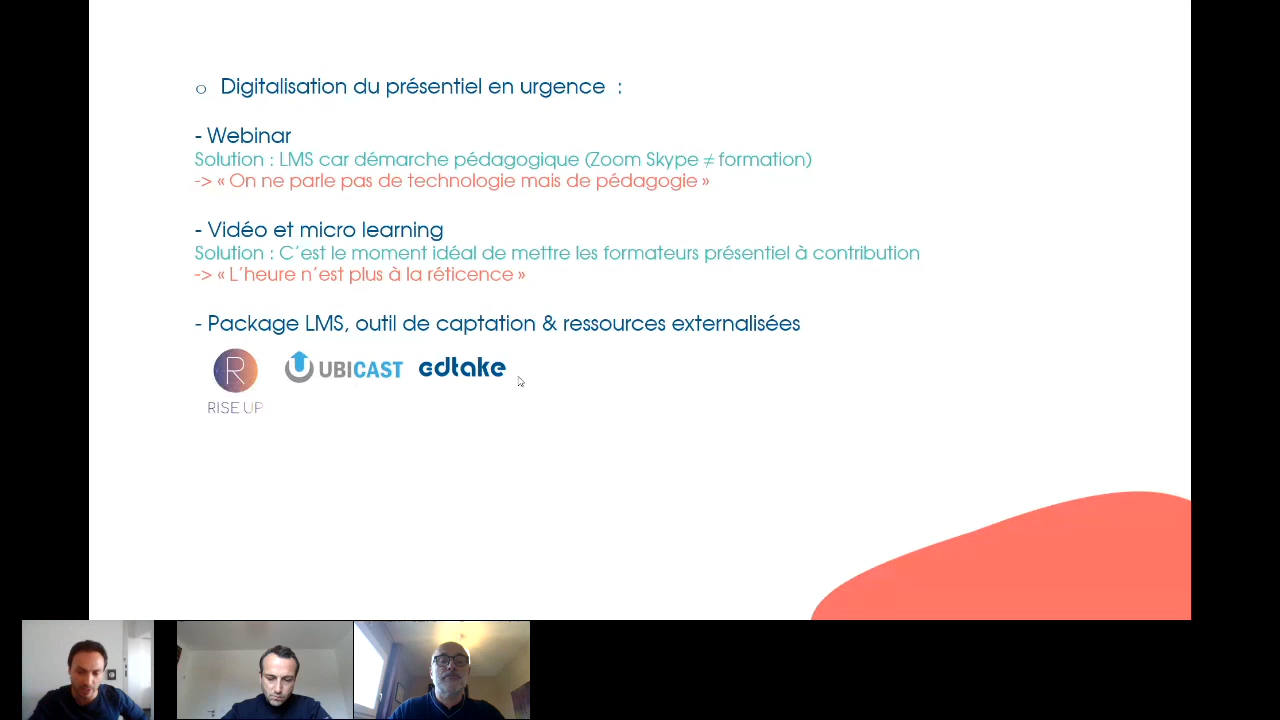 o Digitalisation du présentiel en urgence :
- Webinar
Solution : LMS car démarche pédagogique (Zoom Skype ≠ formation)
-> « On ne parle pas de technologie mais de pédagogie »
- Vidéo et micro learning
Solution : C'est le moment idéal de mettre les formateurs présentiel à contribution
-> « L'heure n'est plus à la réticence »
- Package LMS, outil de captation & ressources externalisées
R UBICAST edtake
RISE UP